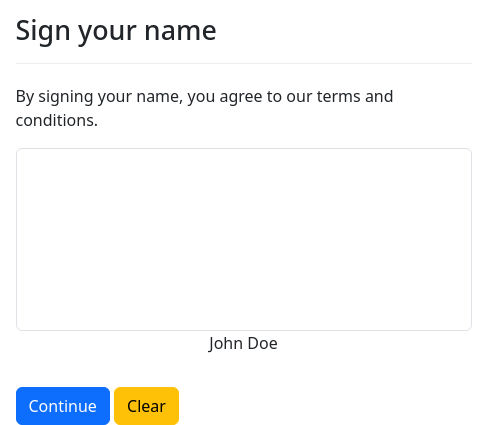 Sign your name
By signing your name, you agree to our terms and
conditions.
John Doe
Continue Clear